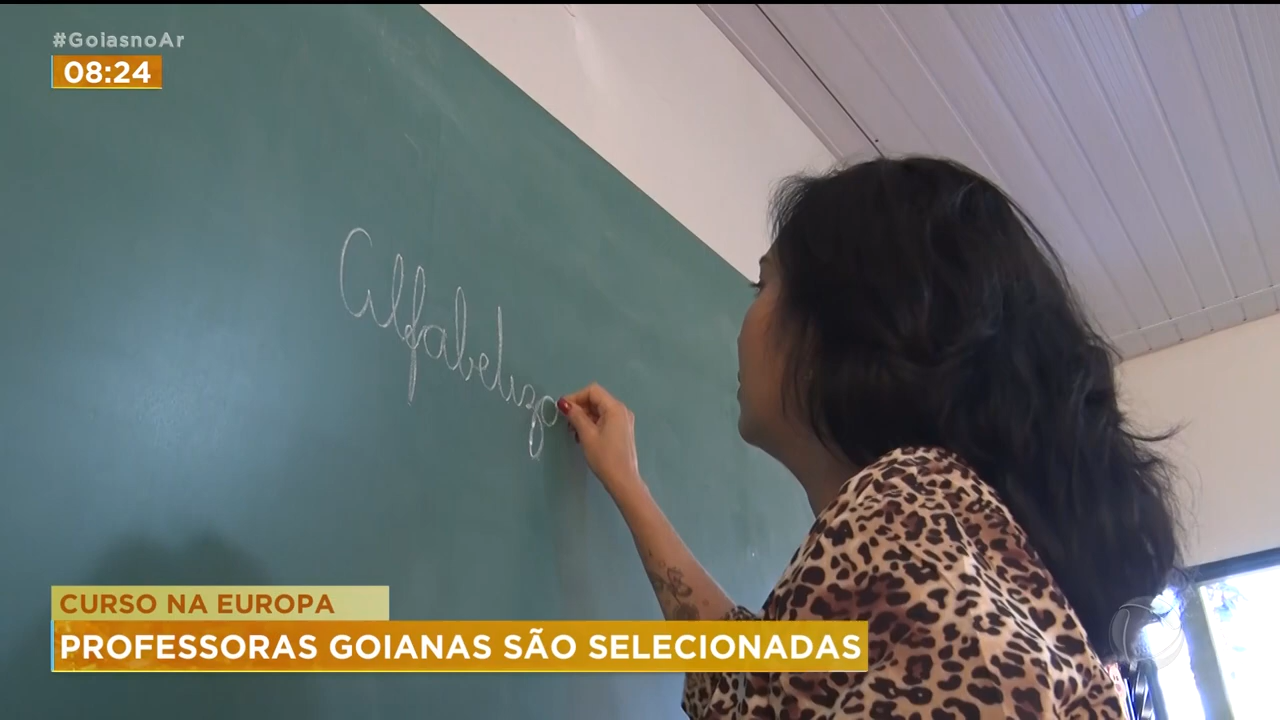 #GoiasnoAr
08:24
Alfabetiza
CURSO NA EUROPA
PROFESSORAS GOIANAS SÃO SELECIONADAS